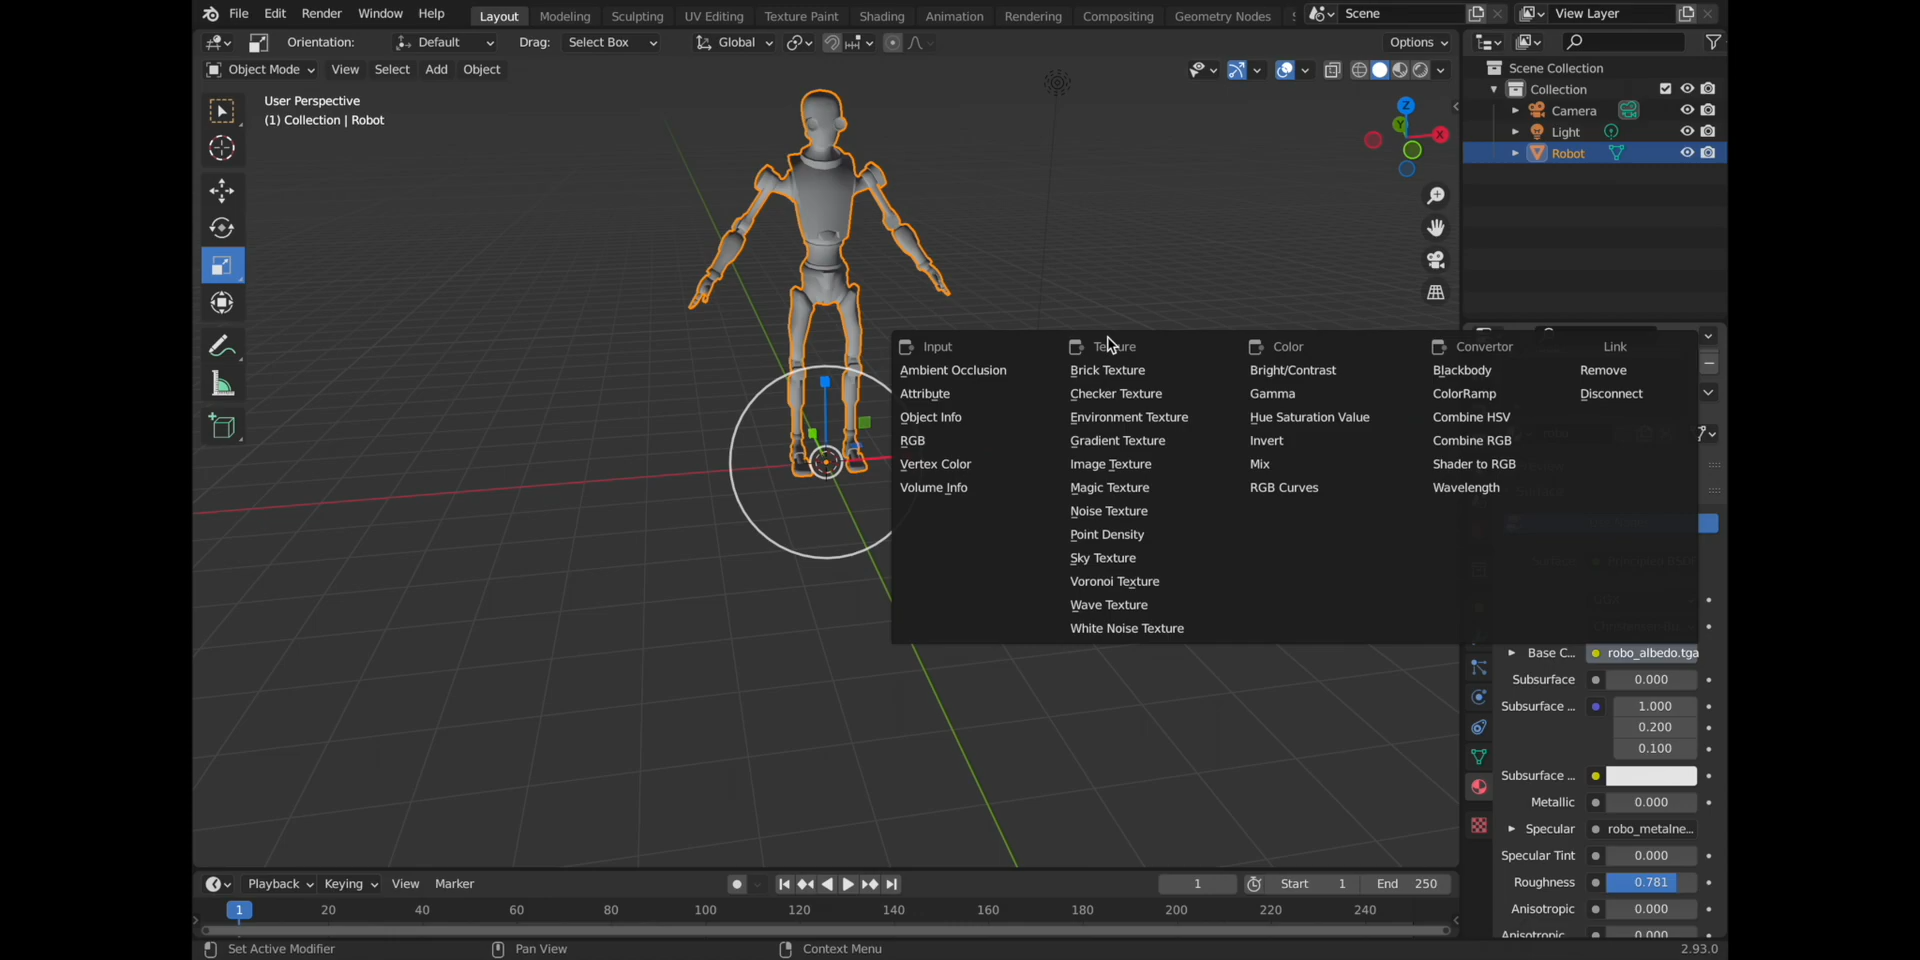 File Edit Render Window Help Layout Modeling Sculpting UV Editing Texture Paint Shading Animation Rendering Compositing Geometry Nodes Scene View Layer
Orientation: Default Drag: Select Box Global Options
Object Mode View Select Add Object
User Perspective
(1) Collection | Robot
Z
Y
X
Scene Collection
Collection
Camera
Light
Robot
Input Texture Color Convertor Link
Ambient Occlusion Brick Texture Bright/Contrast Blackbody Remove
Attribute Checker Texture Gamma ColorRamp Disconnect
Object Info Environment Texture Hue Saturation Value Combine HSV
RGB Gradient Texture Invert Combine RGB
Vertex Color Image Texture Mix Shader to RGB
Volume Info Magic Texture RGB Curves Wavelength
Noise Texture
Point Density
Sky Texture
Voronoi Texture
Wave Texture
White Noise Texture
Base C... robo_albedo.tga
Subsurface 0.000
Subsurface ... 1.000
0.200
0.100
Subsurface ...
Metallic 0.000
Specular robo_metalne...
Specular Tint 0.000
Roughness 0.781
Anisotropic 0.000
Anisotropic 0.000
Playback Keying View Marker 1 Start 1 End 250
1 20 40 60 80 100 120 140 160 180 200 220 240
Set Active Modifier Pan View Context Menu 2.93.0